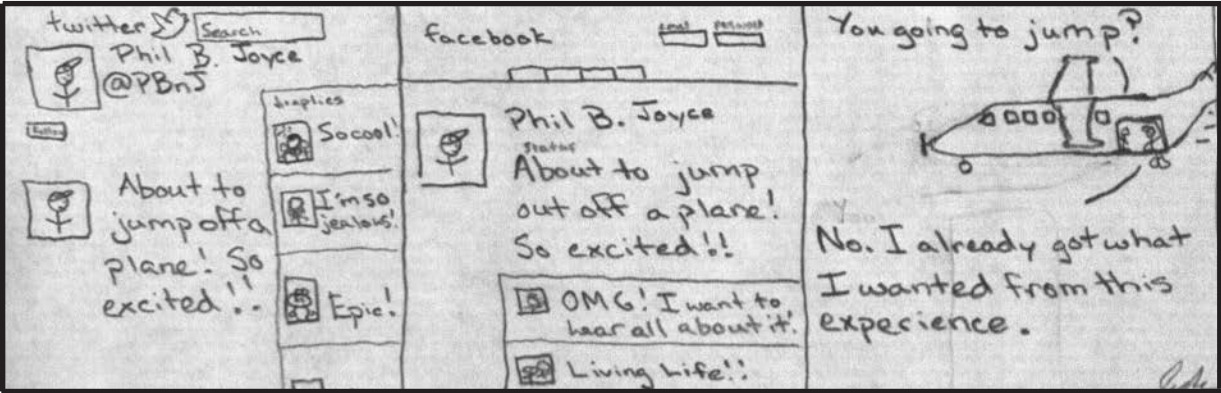 twitter
Search
Phil B. Joyce
@PBnJ
About to
jump off a
plane! So
excited!!
So cool!
I'm so
jealous!
Epic!
facebook
email
password
Phil B. Joyce
Status
About to jump
out off a plane!
So excited!!
OMG! I want to
hear all about it!
Living Life!!
You going to jump?
No. I already got what
I wanted from this
experience.